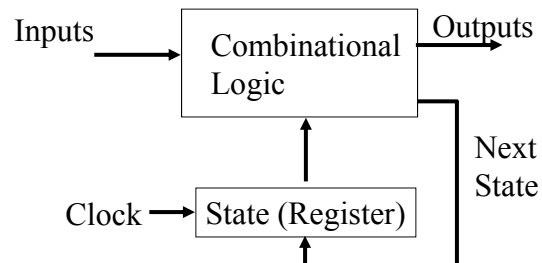 Inputs
Combinational
Logic
Outputs
Next
State
Clock
State (Register)